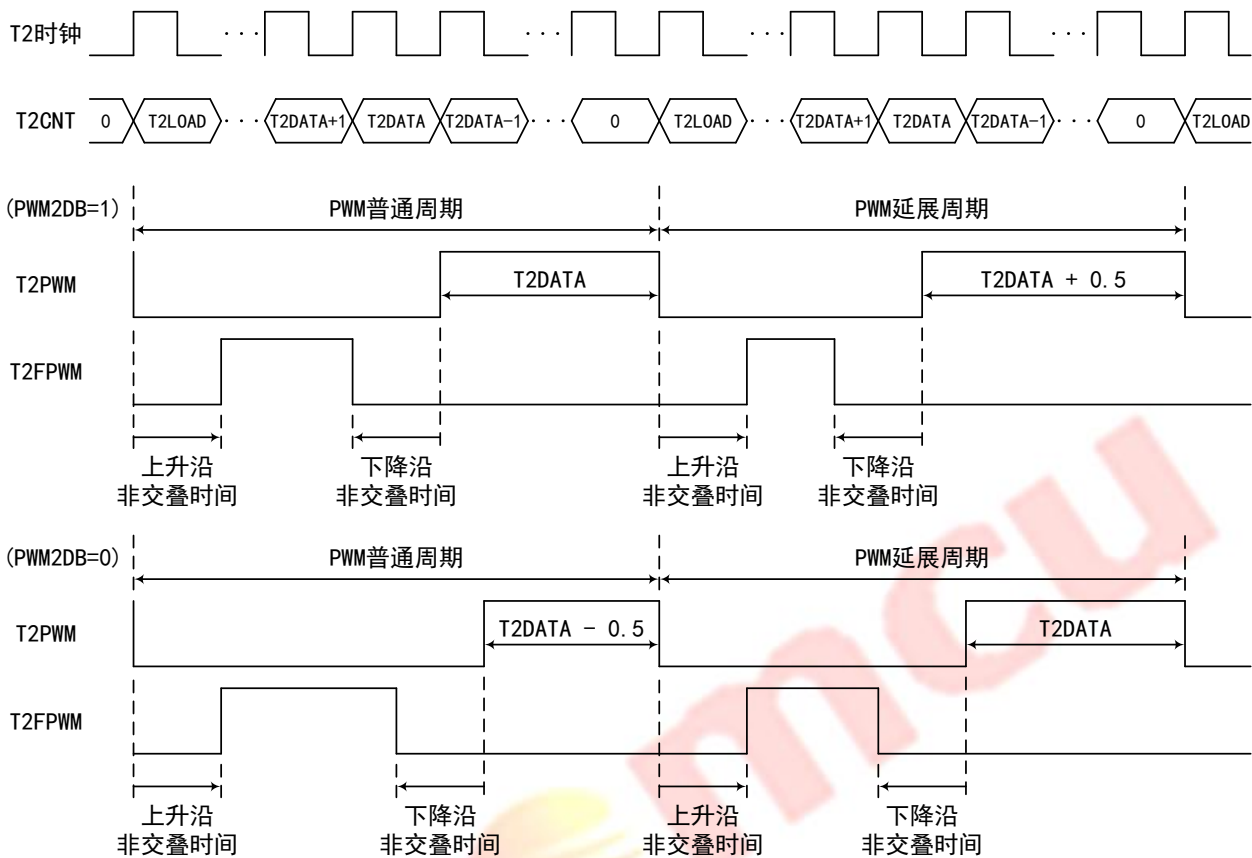 T2时钟
T2CNT 0 T2LOAD ··· T2DATA+1 T2DATA T2DATA-1 ··· 0 T2LOAD ··· T2DATA+1 T2DATA T2DATA-1 ··· 0 T2LOAD
(PWM2DB=1) PWM普通周期 PWM延展周期
T2PWM T2DATA T2DATA + 0.5
T2FPWM
上升沿 下降沿 上升沿 下降沿
非交叠时间 非交叠时间 非交叠时间 非交叠时间
(PWM2DB=0) PWM普通周期 PWM延展周期
T2PWM T2DATA - 0.5 T2DATA
T2FPWM
上升沿 下降沿 上升沿 下降沿
非交叠时间 非交叠时间 非交叠时间 非交叠时间
mcu